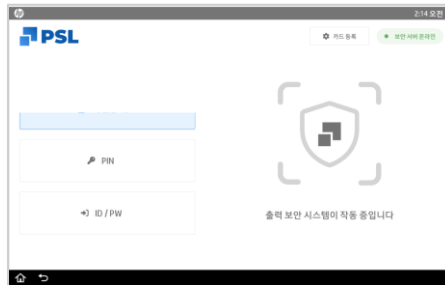 hp
2:14 오전
PSL
카드 등록
보안 서버 온라인
PIN
ID / PW
출력 보안 시스템이 작동 중입니다